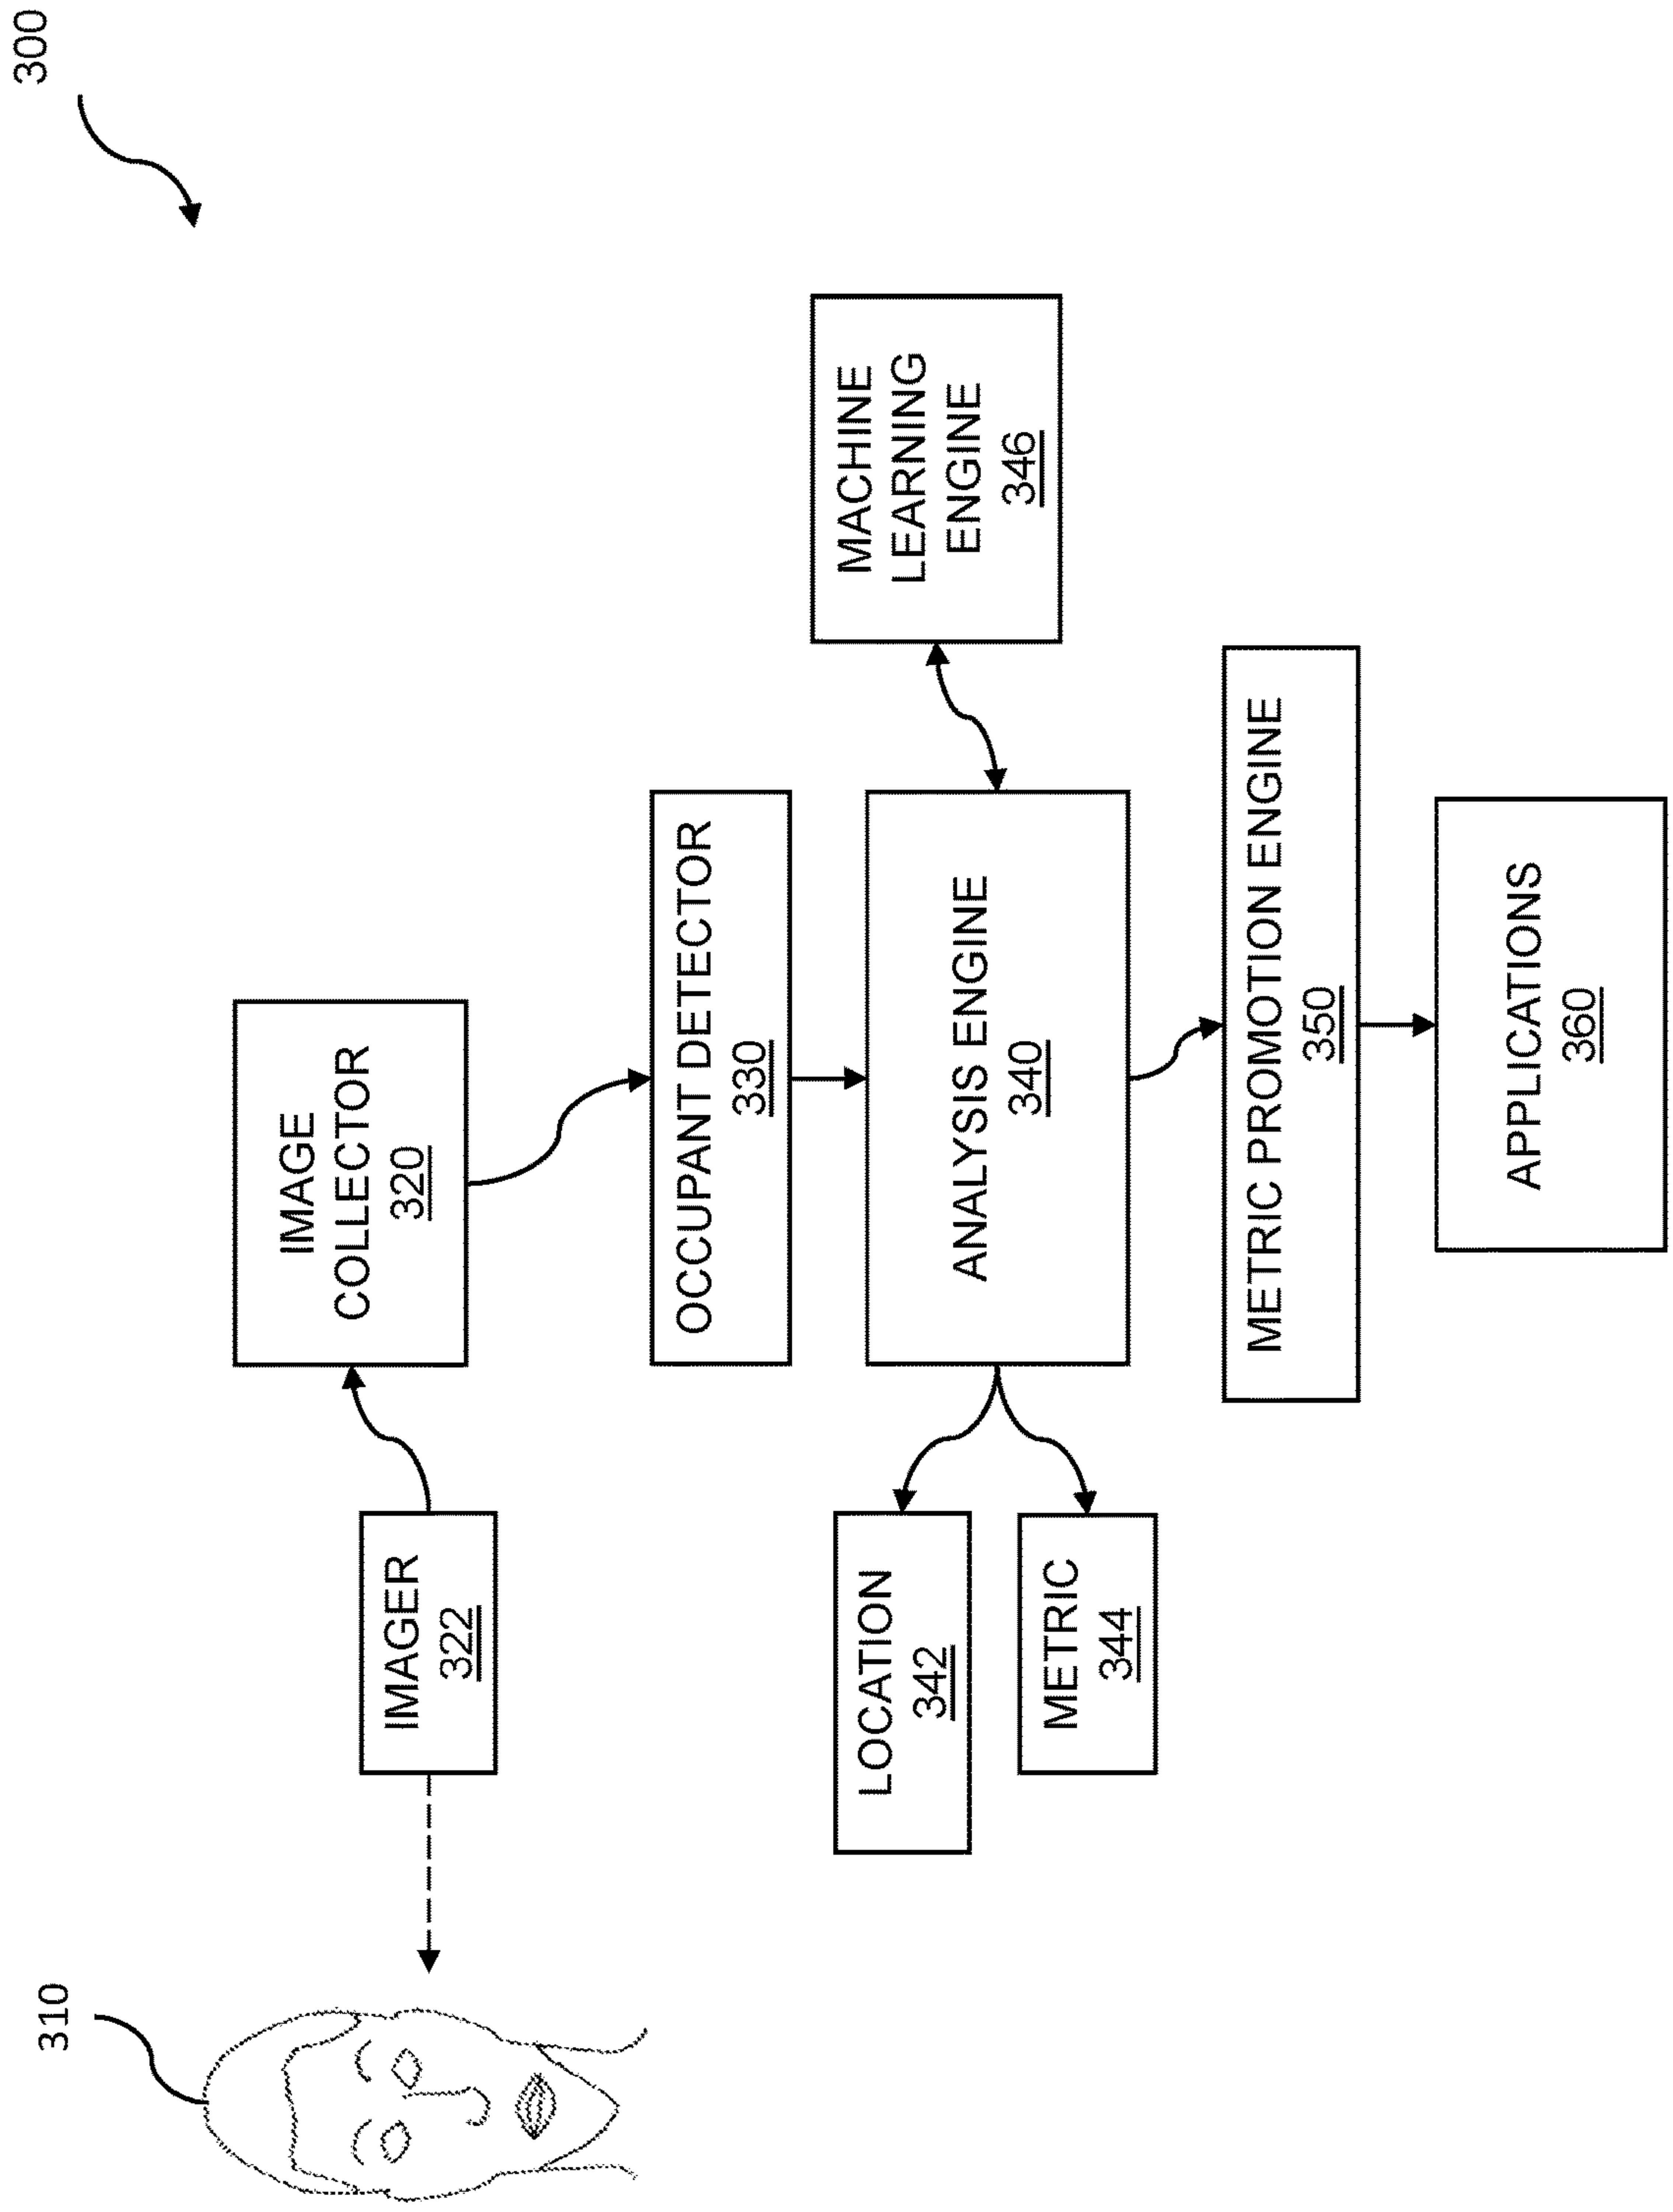 300
310
IMAGER
322
IMAGE
COLLECTOR
320
OCCUPANT DETECTOR
330
LOCATION
342
METRIC
344
ANALYSIS ENGINE
340
MACHINE
LEARNING
ENGINE
346
METRIC PROMOTION ENGINE
350
APPLICATIONS
360